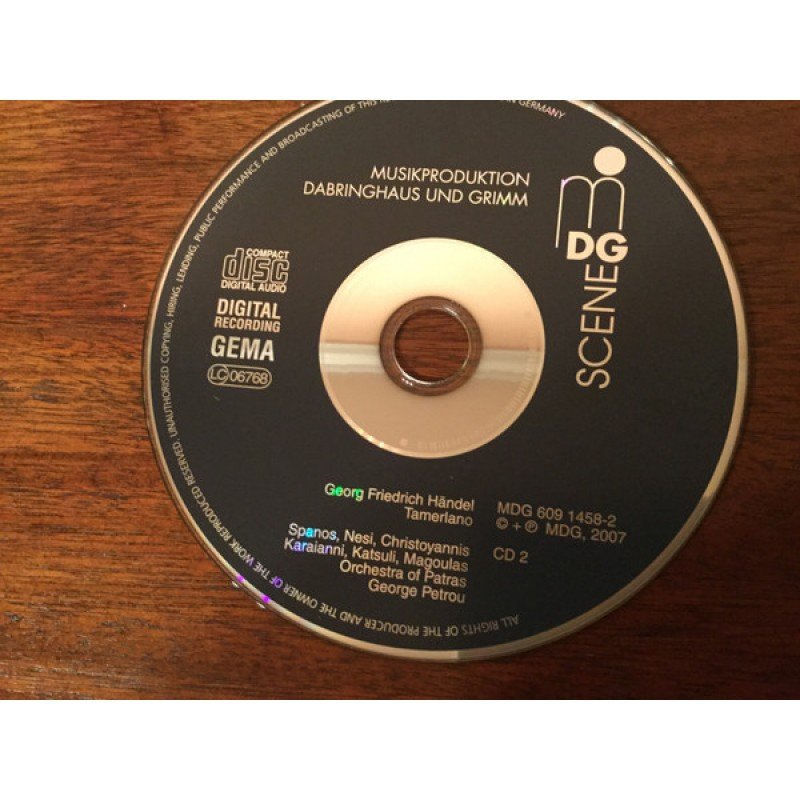 MUSIKPRODUKTION
DABRINGHAUS UND GRIMM
mDG
SCENE
COMPACT
disc
DIGITAL AUDIO
DIGITAL
RECORDING
GEMA
LC 06768
Georg Friedrich Händel
Tamerlano
Spanos, Nesi, Christoyannis
Karaianni, Katsuli, Magoulas
Orchestra of Patras
George Petrou
MDG 609 1458-2
© + ℗ MDG, 2007
CD 2
ALL RIGHTS OF THE PRODUCER AND THE OWNER OF THE WORK REPRODUCED RESERVED. UNAUTHORISED COPYING, HIRING, LENDING, PUBLIC PERFORMANCE AND BROADCASTING OF THIS
GERMANY